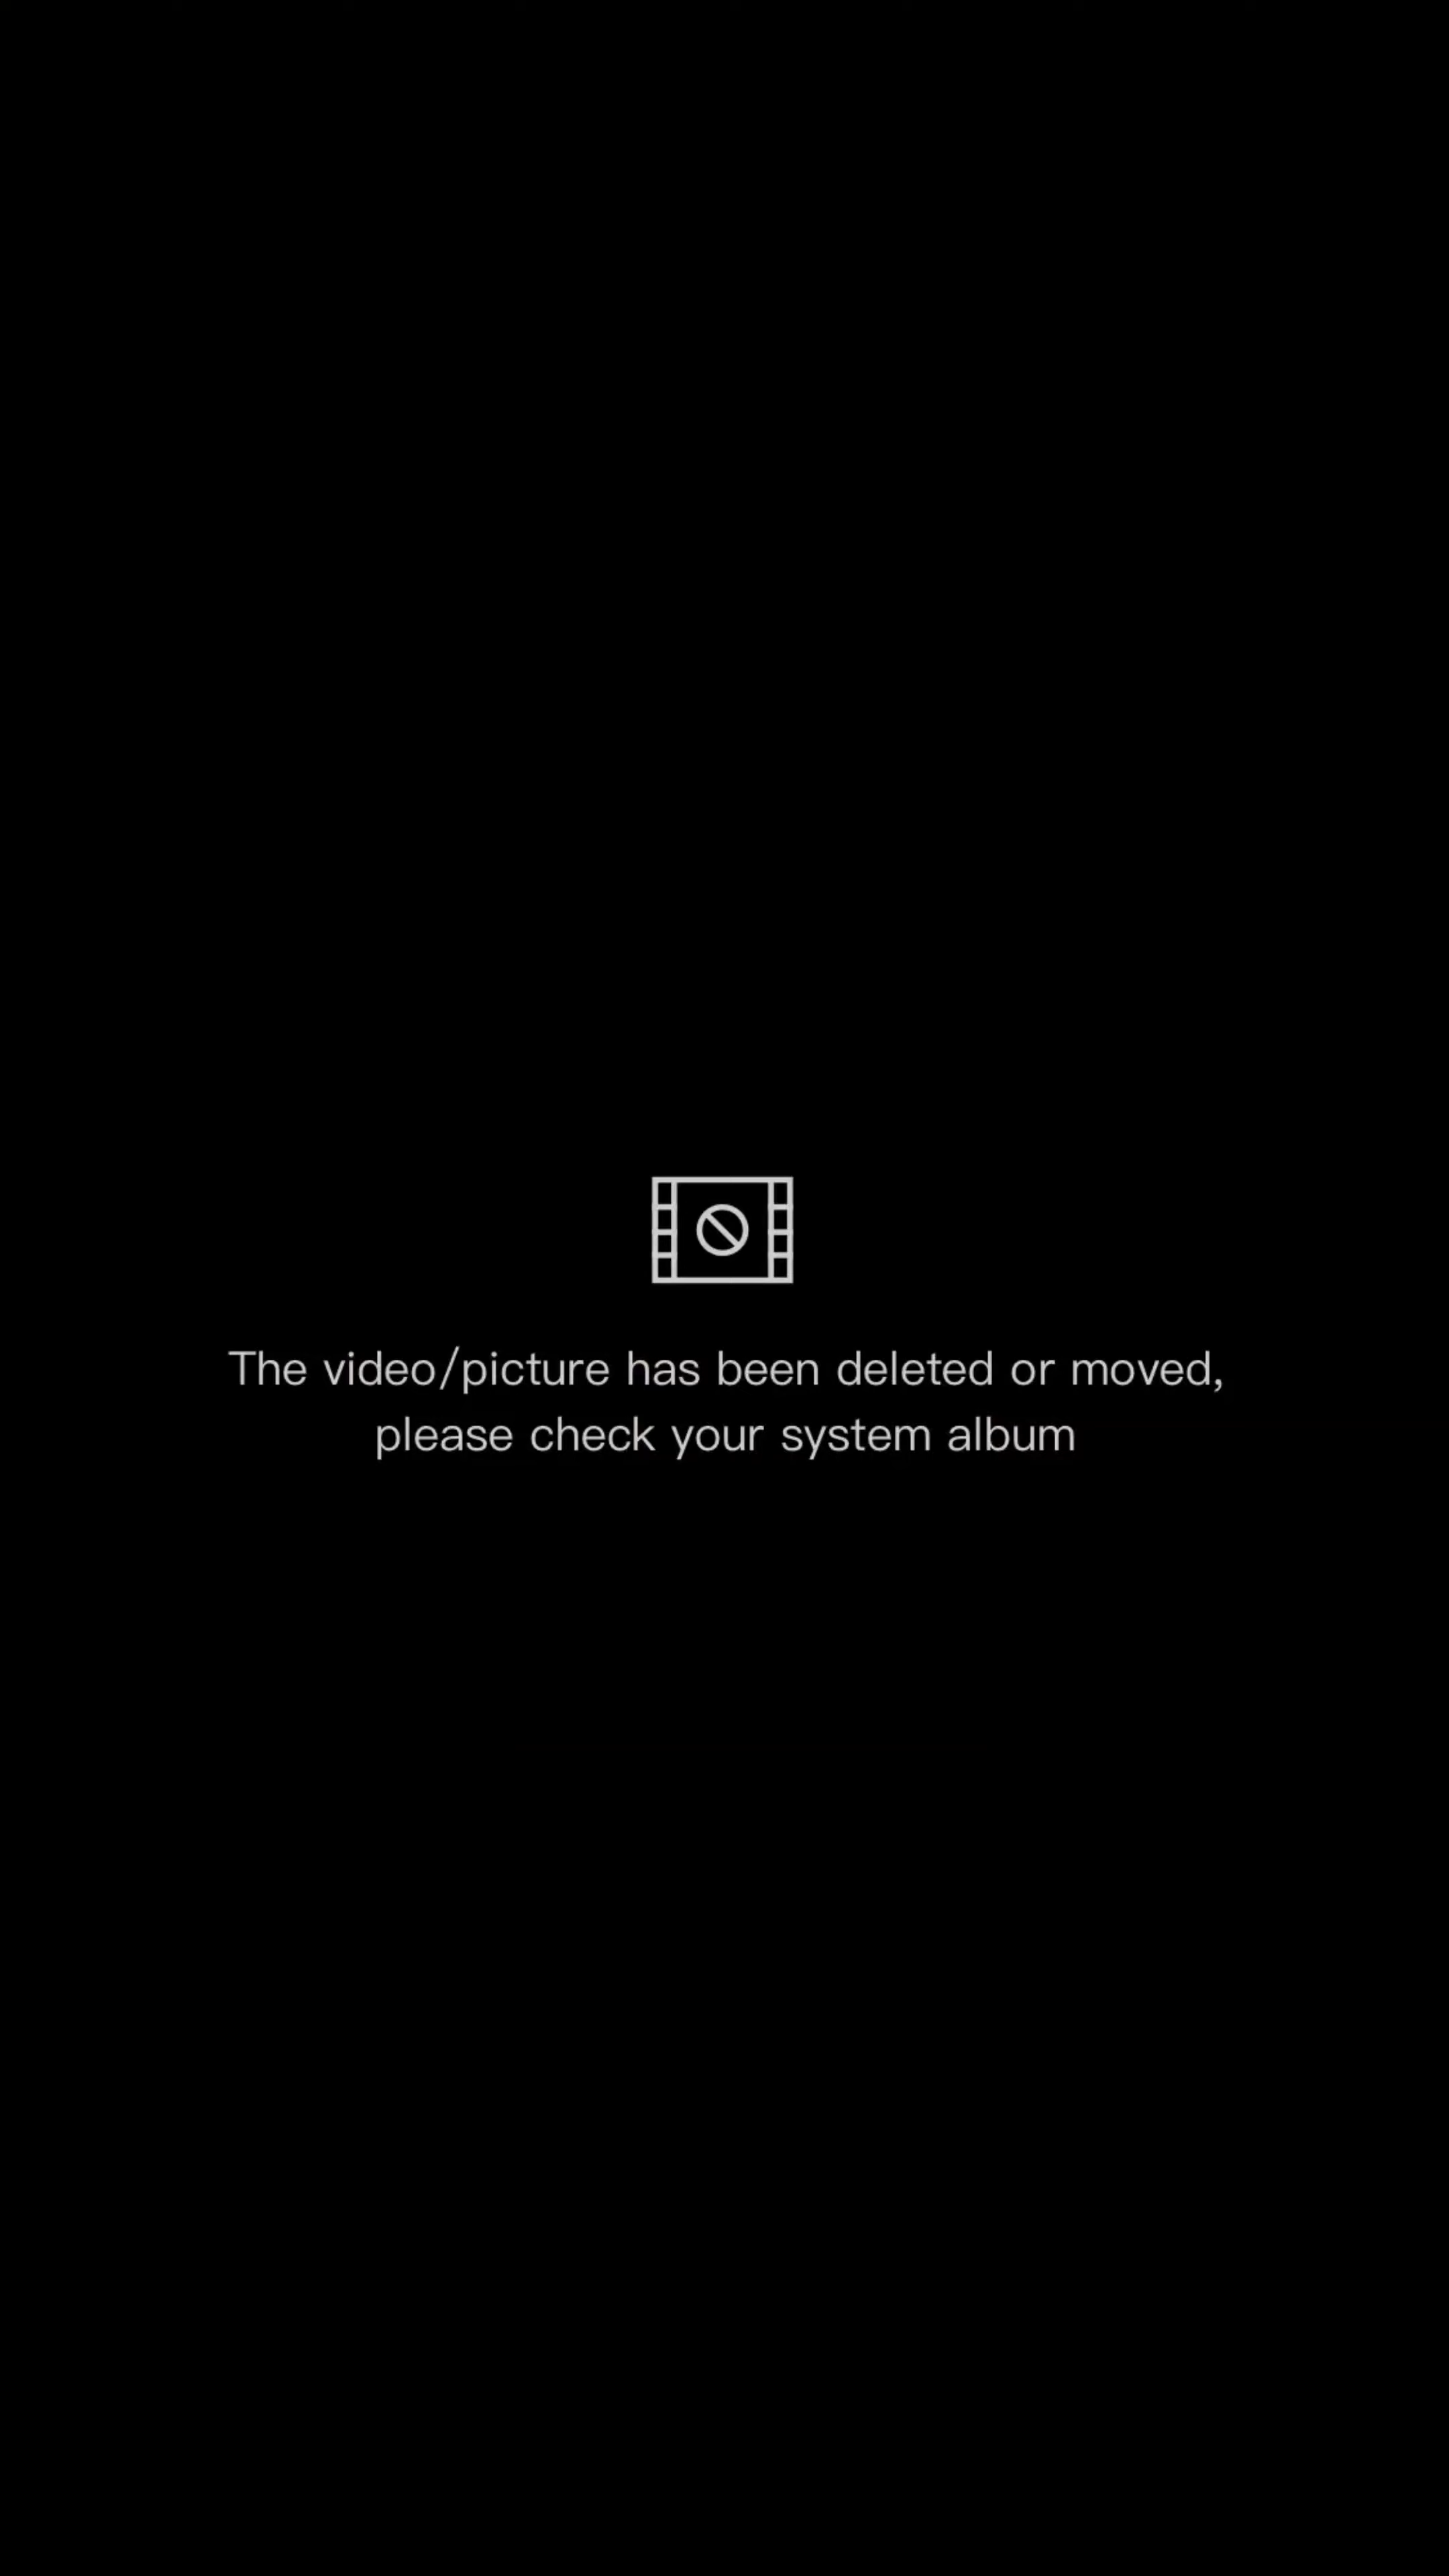 The video/picture has been deleted or moved,
please check your system album